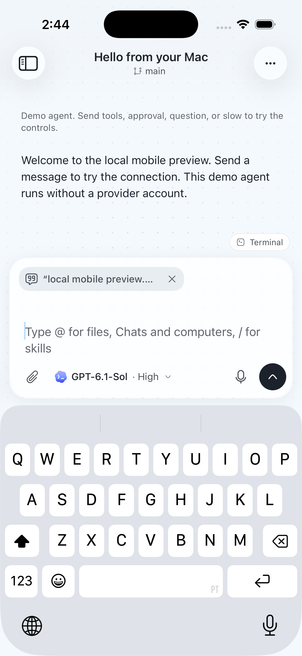 2:44
Hello from your Mac
main
Demo agent. Send tools, approval, question, or slow to try the
controls.
Welcome to the local mobile preview. Send a
message to try the connection. This demo agent
runs without a provider account.
Terminal
“local mobile preview....
Type @ for files, Chats and computers, / for
skills
GPT-6.1-Sol · High
Q W E R T Y U I O P
A S D F G H J K L
Z X C V B N M
123